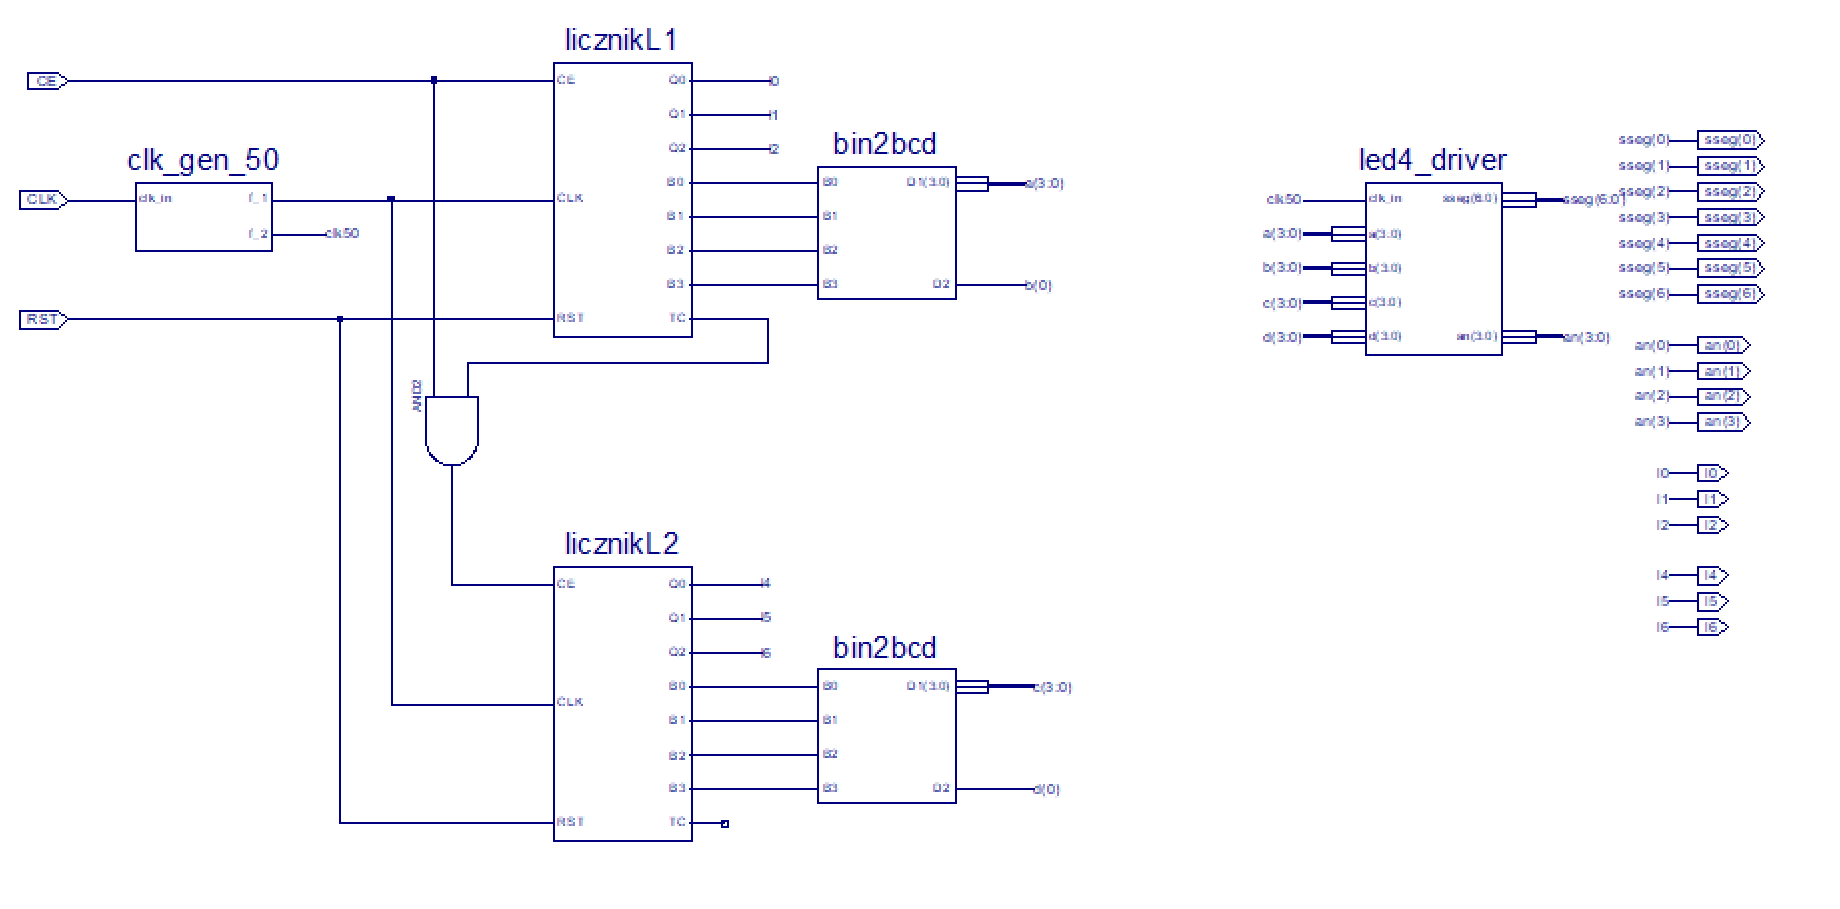 licznikL1
CE
CE
Q0
l0
Q1
l1
Q2
l2
bin2bcd
B0
B0
O1(3:0)
a(3:0)
clk_gen_50
CLK
clk_in
f_1
CLK
B1
B1
f_2
clk50
B2
B2
B3
B3
O2
b(0)
RST
RST
TC
AND2
licznikL2
CE
Q0
l4
Q1
l5
Q2
l6
bin2bcd
B0
B0
O1(3:0)
c(3:0)
CLK
B1
B1
B2
B2
B3
B3
O2
d(0)
RST
TC
led4_driver
clk50
clk_in
sseg(6:0)
sseg(6:0)
a(3:0)
a(3:0)
b(3:0)
b(3:0)
c(3:0)
c(3:0)
d(3:0)
d(3:0)
an(3:0)
an(3:0)
sseg(0)
sseg(0)
sseg(1)
sseg(1)
sseg(2)
sseg(2)
sseg(3)
sseg(3)
sseg(4)
sseg(4)
sseg(5)
sseg(5)
sseg(6)
sseg(6)
an(0)
an(0)
an(1)
an(1)
an(2)
an(2)
an(3)
an(3)
l0
l0
l1
l1
l2
l2
l4
l4
l5
l5
l6
l6